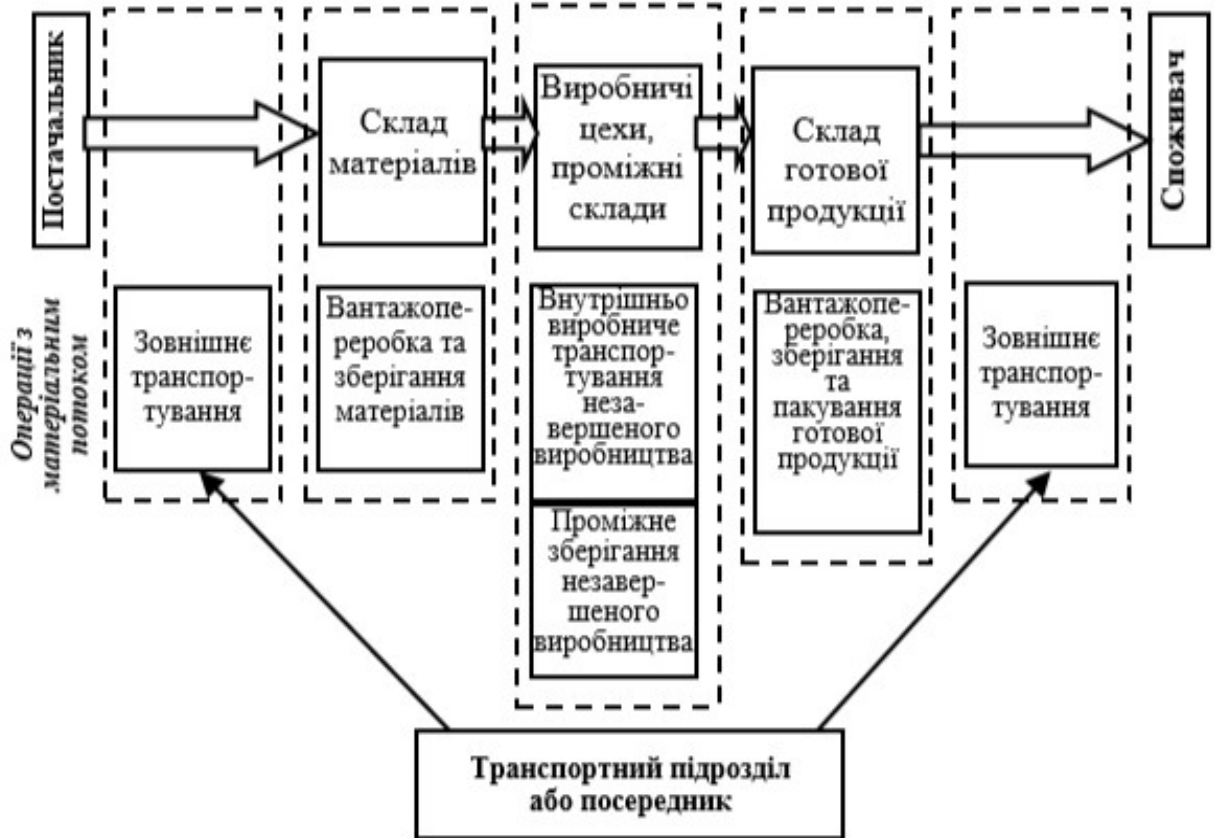 Постачальник
Склад
матеріалів
Виробничі
цехи,
проміжні
склади
Склад
готової
продукції
Споживач
Операції з
матеріальним
потоком
Зовнішнє
транспор-
тування
Вантажопе-
реробка та
зберігання
матеріалів
Внутрішньо
виробниче
транспор-
тування
неза-
вершеного
виробництва
Проміжне
зберігання
незавер-
шеного
виробництва
Вантажопе-
реробка,
зберігання
та
пакування
готової
продукції
Зовнішнє
транспор-
тування
Транспортний підрозділ
або посередник